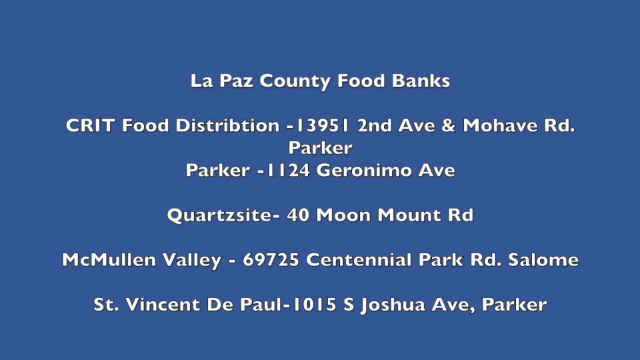 La Paz County Food Banks
CRIT Food Distribtion -13951 2nd Ave & Mohave Rd.
Parker
Parker -1124 Geronimo Ave
Quartzsite- 40 Moon Mount Rd
McMullen Valley - 69725 Centennial Park Rd. Salome
St. Vincent De Paul-1015 S Joshua Ave, Parker